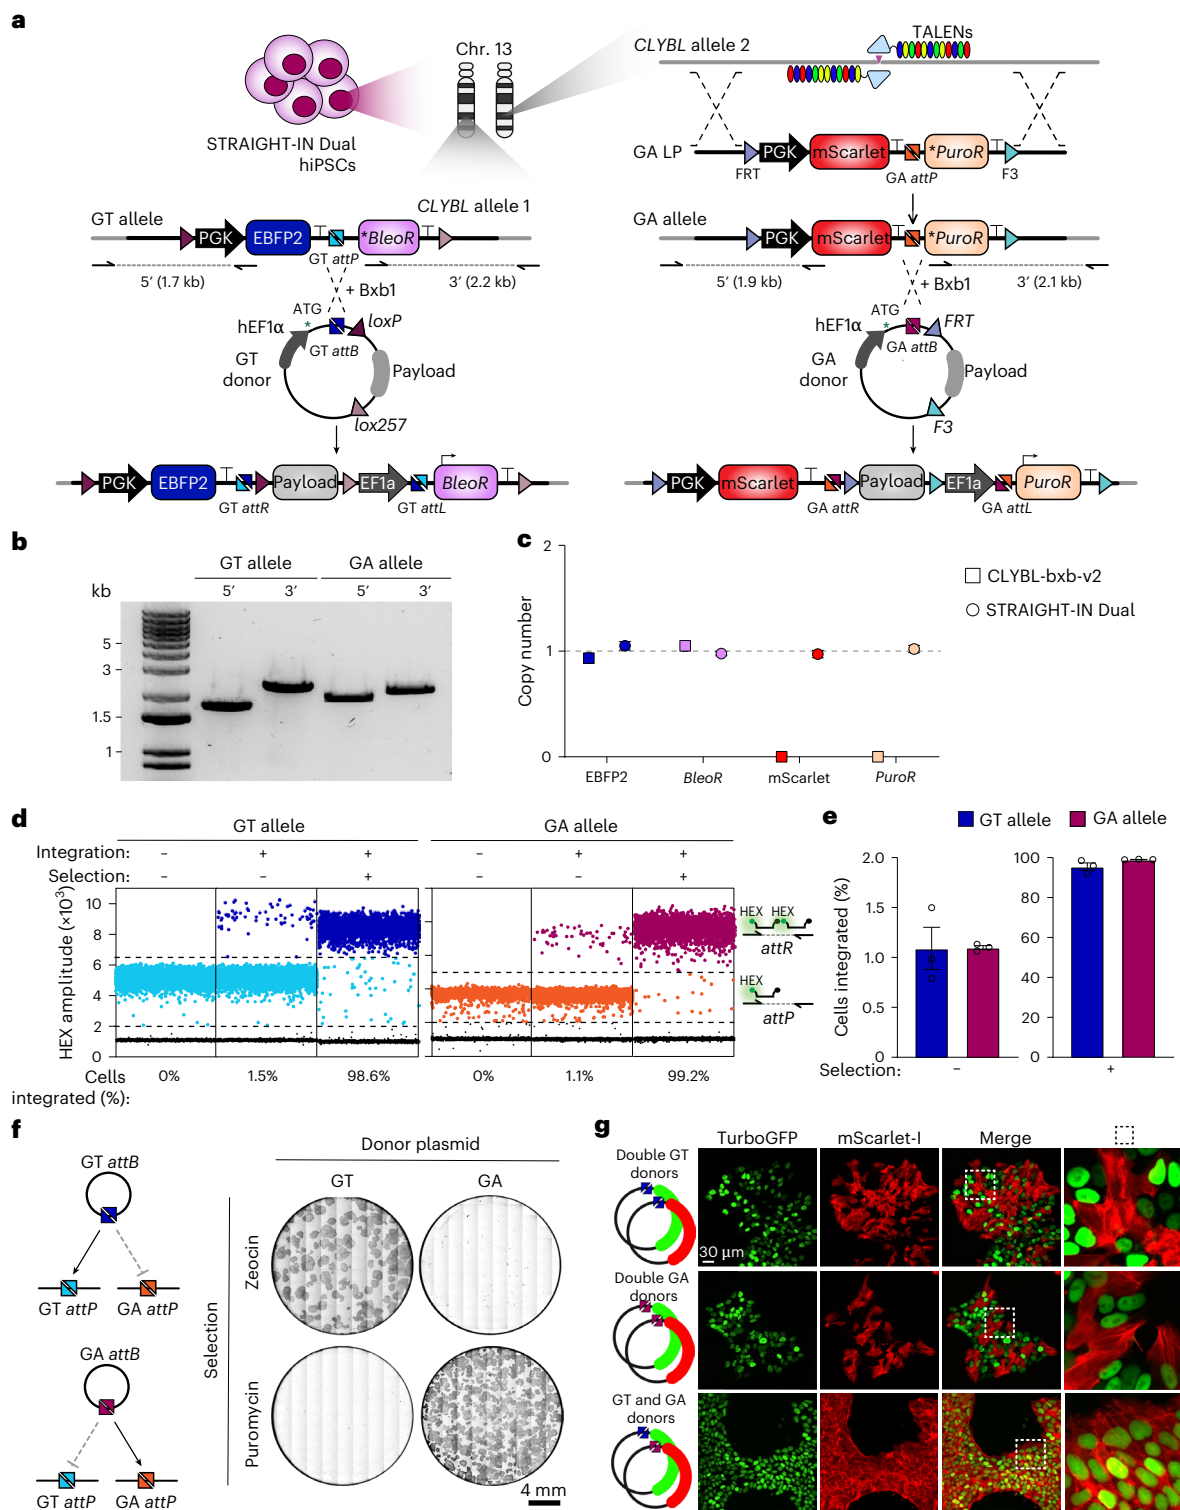 a
STRAIGHT-IN Dual
hiPSCs
Chr. 13
CLYBL allele 2
TALENs
GA LP
PGK
mScarlet
*PuroR
FRT
GA attP
F3
GT allele
CLYBL allele 1
PGK
EBFP2
*BleoR
GT attP
5′ (1.7 kb)
3′ (2.2 kb)
+ Bxb1
ATG
hEF1α
*
loxP
GT attB
GT
donor
Payload
lox257
PGK
EBFP2
Payload
EF1a
BleoR
GT attR
GT attL
GA allele
PGK
mScarlet
*PuroR
5′ (1.9 kb)
3′ (2.1 kb)
+ Bxb1
ATG
hEF1α
*
FRT
GA attB
GA
donor
Payload
F3
PGK
mScarlet
Payload
EF1a
PuroR
GA attR
GA attL
b
GT allele
GA allele
kb
5′
3′
5′
3′
5
3
1.5
1
c
Copy number
2
1
0
EBFP2
BleoR
mScarlet
PuroR
CLYBL-bxb-v2
STRAIGHT-IN Dual
d
GT allele
GA allele
Integration:
–
+
+
–
+
+
Selection:
–
–
+
–
–
+
HEX amplitude (×10³)
10
8
6
4
2
0
HEX
HEX
attR
HEX
attP
Cells
integrated (%):
0%
1.5%
98.6%
0%
1.1%
99.2%
e
GT allele
GA allele
Cells integrated (%)
2.0
1.5
1.0
0.5
0
100
80
60
40
20
0
Selection:
–
+
f
GT attB
GT attP
GA attP
GA attB
GT attP
GA attP
Donor plasmid
GT
GA
Selection
Zeocin
Puromycin
4 mm
g
TurboGFP
mScarlet-I
Merge
Double GT
donors
30 µm
Double GA
donors
GT and GA
donors